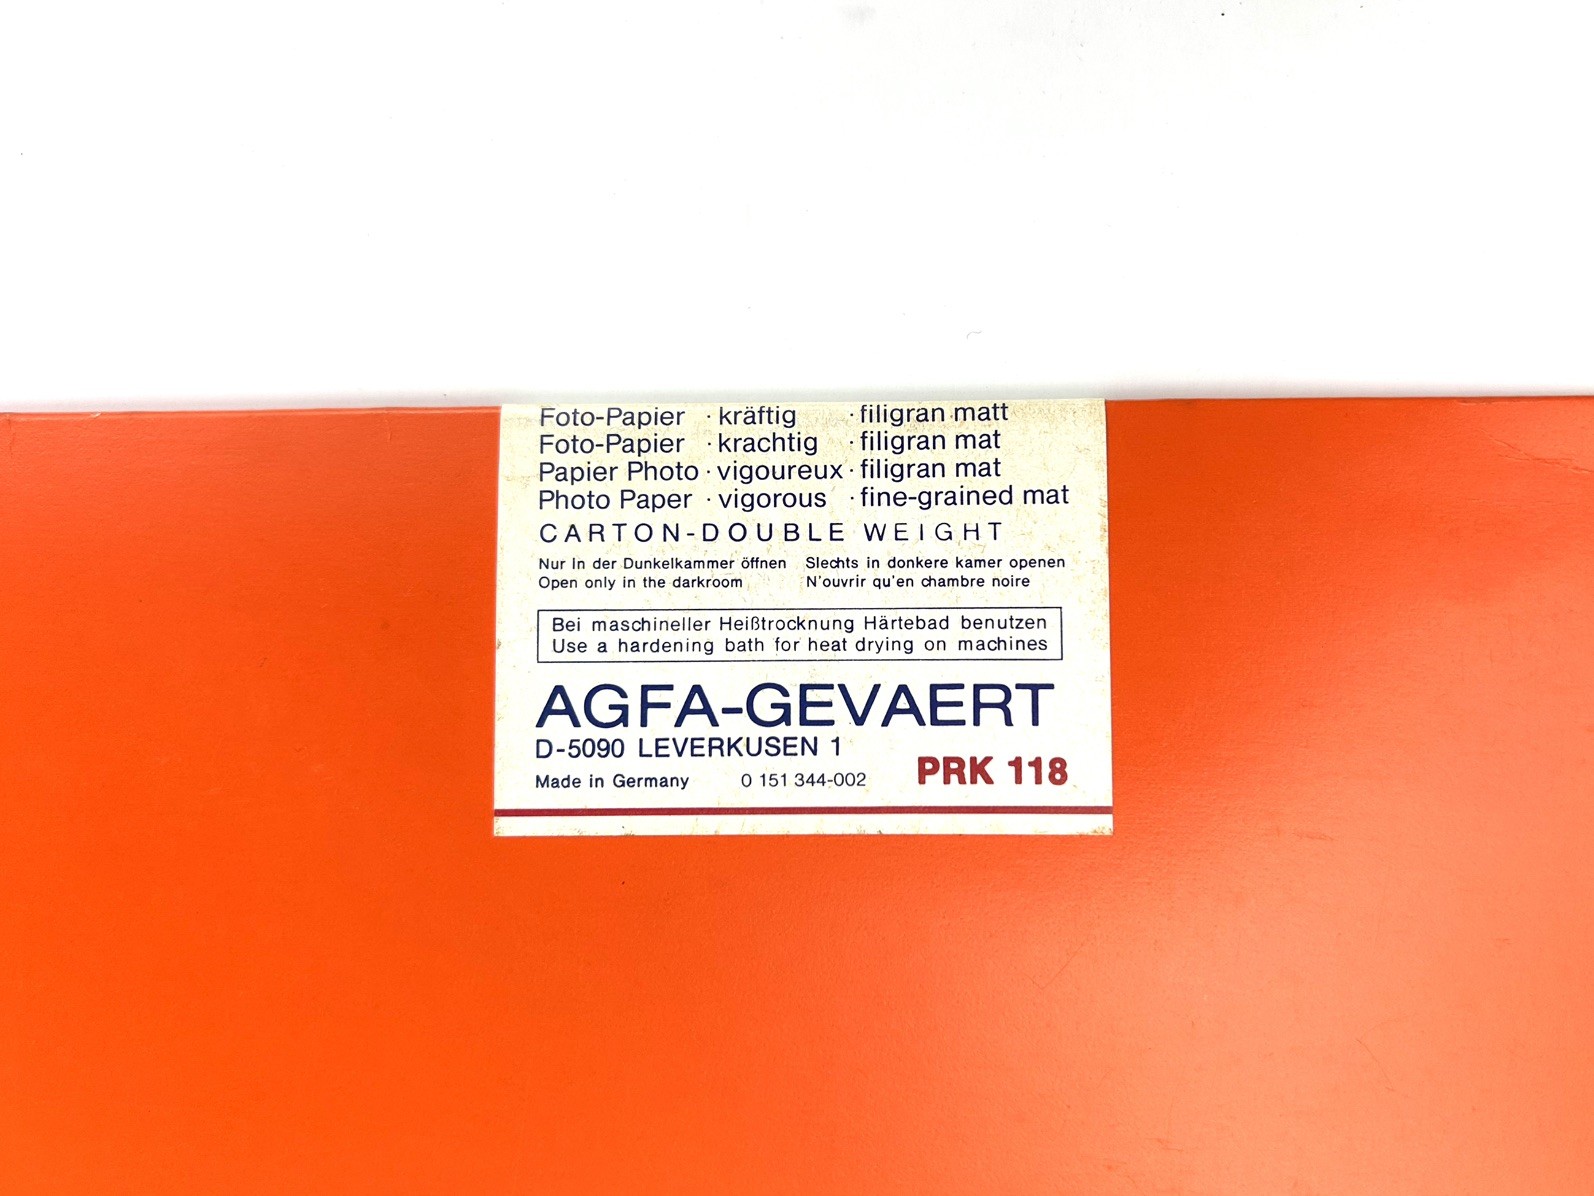 Foto-Papier · kräftig · filigran matt
Foto-Papier · krachtig · filigran mat
Papier Photo · vigoureux · filigran mat
Photo Paper · vigorous · fine-grained mat
CARTON-DOUBLE WEIGHT
Nur in der Dunkelkammer öffnen Slechts in donkere kamer openen
Open only in the darkroom N'ouvrir qu'en chambre noire
Bei maschineller Heißtrocknung Härtebad benutzen
Use a hardening bath for heat drying on machines
AGFA-GEVAERT
D-5090 LEVERKUSEN 1
Made in Germany 0 151 344-002 PRK 118